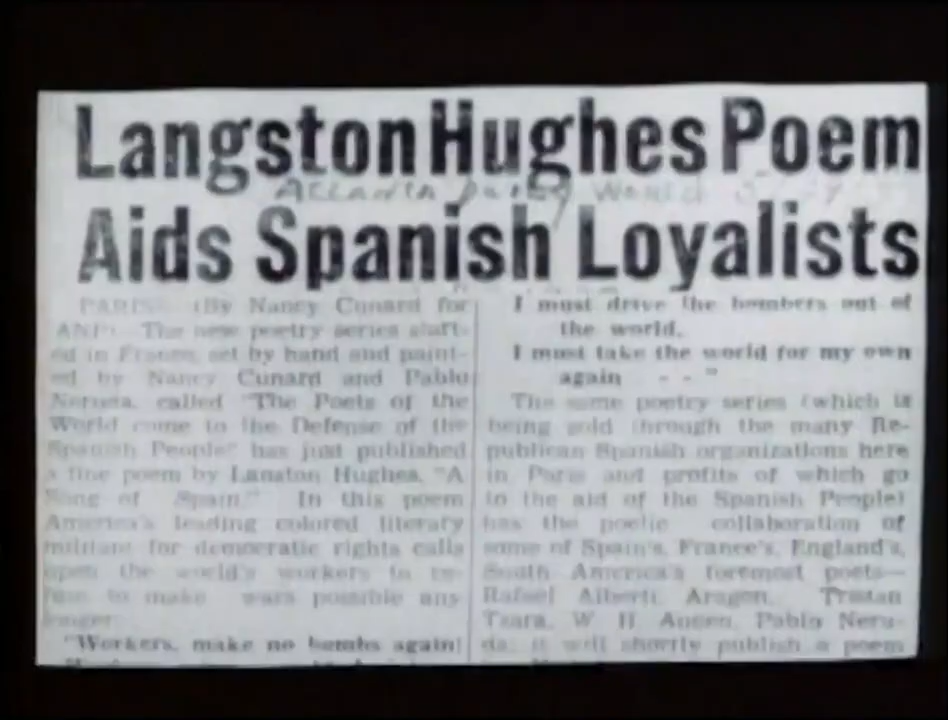 Langston Hughes Poem
Aids Spanish Loyalists
Atlanta Daily World
PARIS (By Nancy Cunard for
ANP) The new poetry series start-
ed in France, set by hand and paint-
ed by Nancy Cunard and Pablo
Neruda, called "The Poets of the
World come to the Defense of the
Spanish People" has just published
a fine poem by Lanston Hughes, "A
Song of Spain." In this poem
America's leading colored literary
militant for democratic rights calls
upon the world's workers to re-
fuse to make wars possible any
longer.
"Workers, make no bombs again!
I must drive the bombers out of
the world.
I must take the world for my own
again - - "
The same poetry series (which is
being sold through the many Re-
publican Spanish organizations here
in Paris and profits of which go
to the aid of the Spanish People)
has the poetic collaboration of
some of Spain's, France's, England's,
South America's foremost poets—
Rafael Alberti, Aragon, Tristan
Tzara, W. H. Auden, Pablo Neru-
da; it will shortly publish a poem